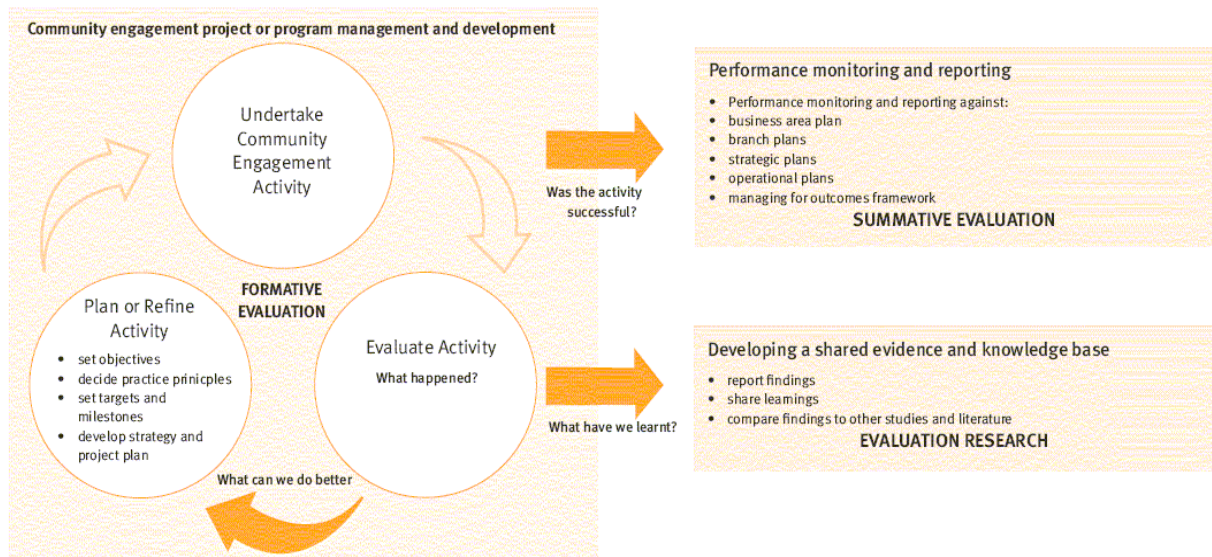 Community engagement project or program management and development
Undertake
Community
Engagement
Activity
FORMATIVE
EVALUATION
Plan or Refine
Activity
• set objectives
• decide practice prinicples
• set targets and
milestones
• develop strategy and
project plan
Evaluate Activity
What happened?
What can we do better
Was the activity
successful?
What have we learnt?
Performance monitoring and reporting
• Performance monitoring and reporting against:
• business area plan
• branch plans
• strategic plans
• operational plans
• managing for outcomes framework
SUMMATIVE EVALUATION
Developing a shared evidence and knowledge base
• report findings
• share learnings
• compare findings to other studies and literature
EVALUATION RESEARCH